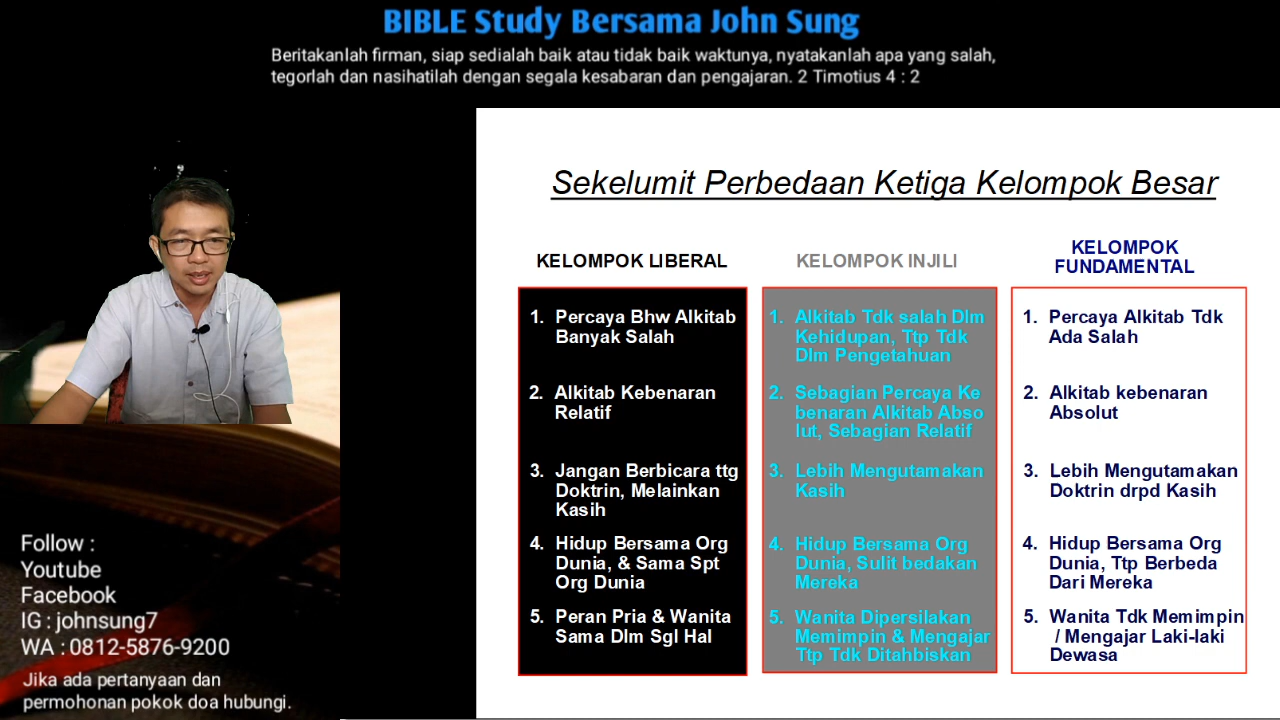 BIBLE Study Bersama John Sung
Beritakanlah firman, siap sedialah baik atau tidak baik waktunya, nyatakanlah apa yang salah,
tegorlah dan nasihatilah dengan segala kesabaran dan pengajaran. 2 Timotius 4 : 2
Sekelumit Perbedaan Ketiga Kelompok Besar
KELOMPOK LIBERAL
1. Percaya Bhw Alkitab
Banyak Salah
2. Alkitab Kebenaran
Relatif
3. Jangan Berbicara ttg
Doktrin, Melainkan
Kasih
4. Hidup Bersama Org
Dunia, & Sama Spt
Org Dunia
5. Peran Pria & Wanita
Sama Dlm Sgl Hal
KELOMPOK INJILI
1. Alkitab Tdk salah Dlm
Kehidupan, Ttp Tdk
Dlm Pengetahuan
2. Sebagian Percaya Ke
benaran Alkitab Abso
lut, Sebagian Relatif
3. Lebih Mengutamakan
Kasih
4. Hidup Bersama Org
Dunia, Sulit bedakan
Mereka
5. Wanita Dipersilakan
Memimpin & Mengajar
Ttp Tdk Ditahbiskan
KELOMPOK
FUNDAMENTAL
1. Percaya Alkitab Tdk
Ada Salah
2. Alkitab kebenaran
Absolut
3. Lebih Mengutamakan
Doktrin drpd Kasih
4. Hidup Bersama Org
Dunia, Ttp Berbeda
Dari Mereka
5. Wanita Tdk Memimpin
/ Mengajar Laki-laki
Dewasa
Follow :
Youtube
Facebook
IG : johnsung7
WA : 0812-5876-9200
Jika ada pertanyaan dan
permohonan pokok doa hubungi.